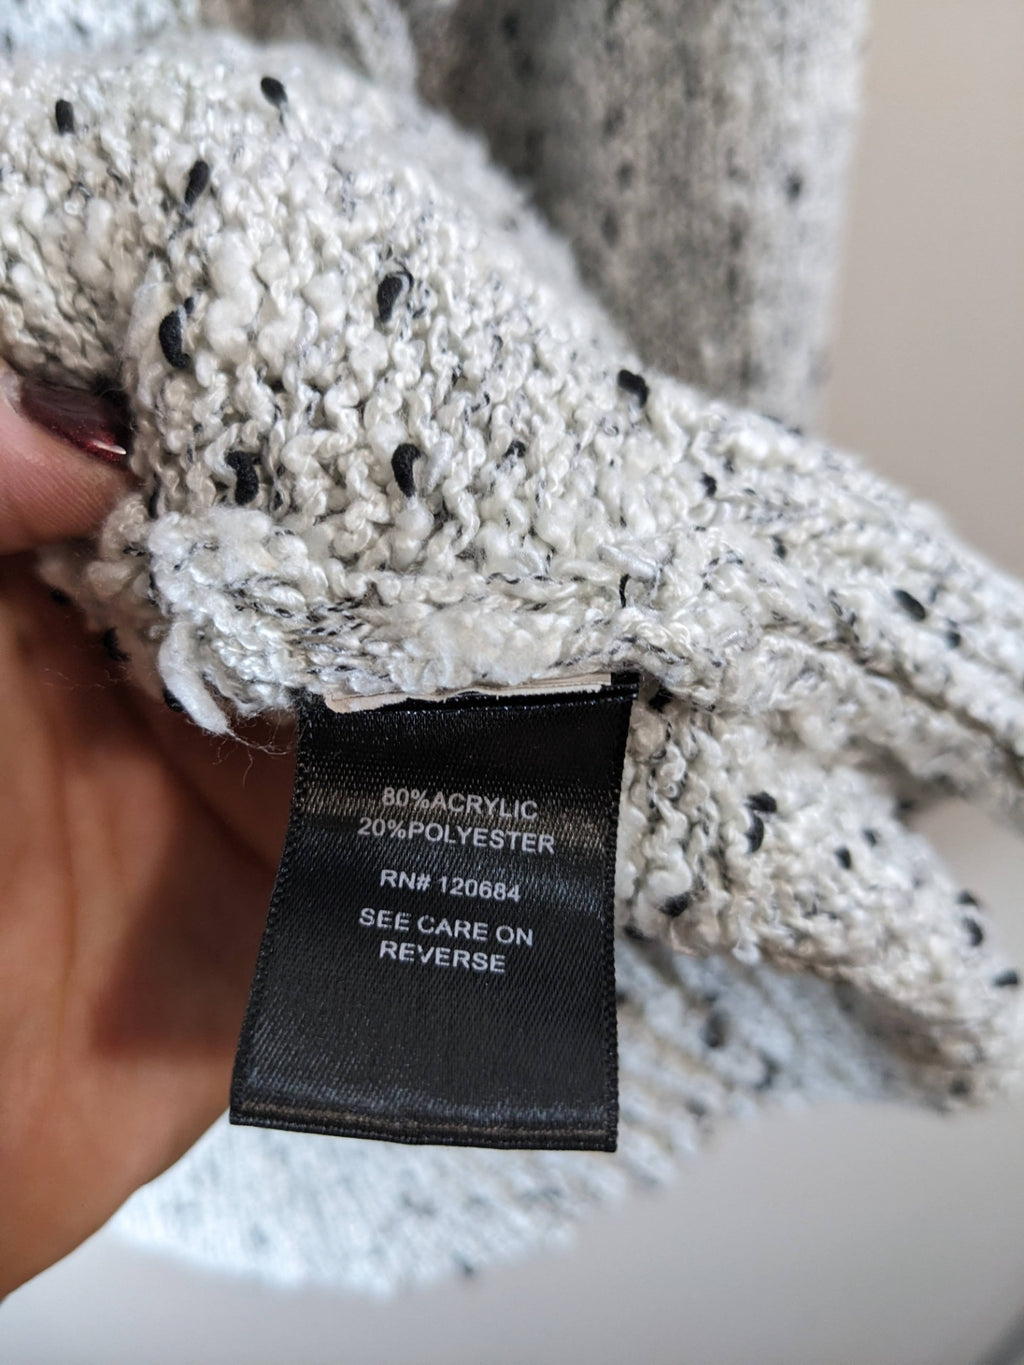 80%ACRYLIC
20%POLYESTER
RN# 120684
SEE CARE ON
REVERSE